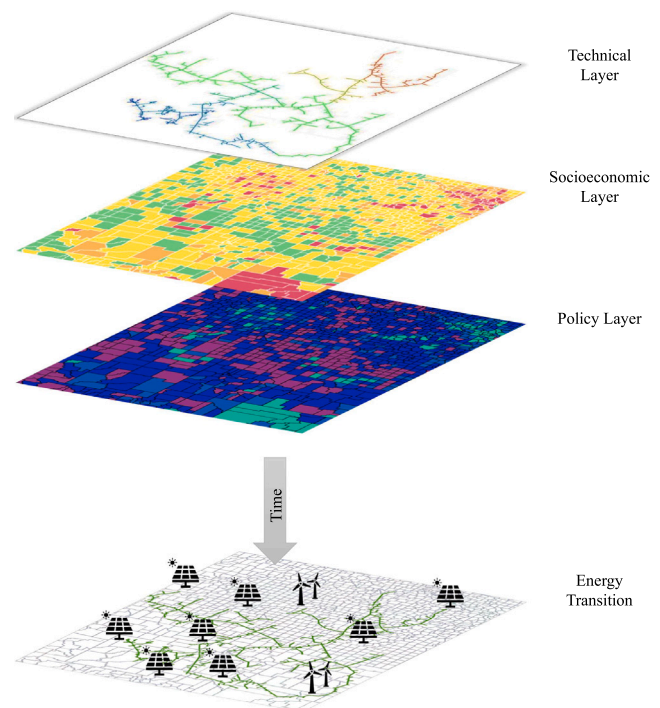 Technical
Layer
Socioeconomic
Layer
Policy Layer
Time
Energy
Transition